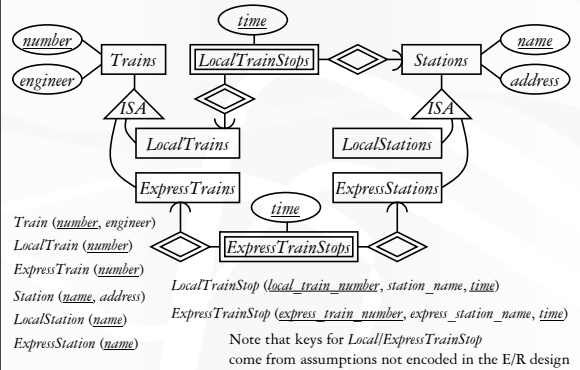 time
number
Trains
LocalTrainStops
Stations
name
engineer
address
ISA
ISA
LocalTrains
LocalStations
ExpressTrains
ExpressStations
time
ExpressTrainStops
Train (number, engineer)
LocalTrain (number)
ExpressTrain (number)
Station (name, address)
LocalStation (name)
ExpressStation (name)
LocalTrainStop (local_train_number, station_name, time)
ExpressTrainStop (express_train_number, express_station_name, time)
Note that keys for Local/ExpressTrainStop
come from assumptions not encoded in the E/R design